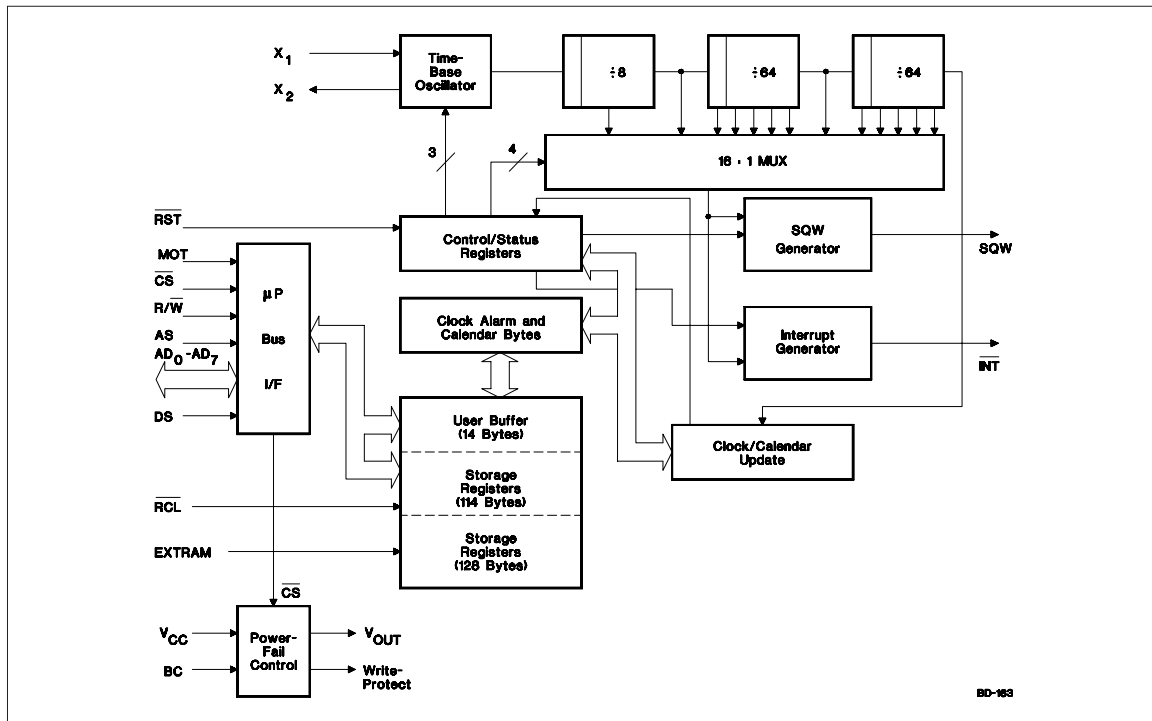 X1
X2
Time-
Base
Oscillator
÷8
÷64
÷64
3
4
16 : 1 MUX
RST
Control/Status
Registers
SQW
Generator
SQW
MOT
CS
R/W
AS
AD0-AD7
DS
µP
Bus
I/F
Clock Alarm and
Calendar Bytes
Interrupt
Generator
INT
User Buffer
(14 Bytes)
Clock/Calendar
Update
Storage
Registers
(114 Bytes)
RCL
EXTRAM
Storage
Registers
(128 Bytes)
CS
VCC
BC
Power-
Fail
Control
VOUT
Write-
Protect
BD-163